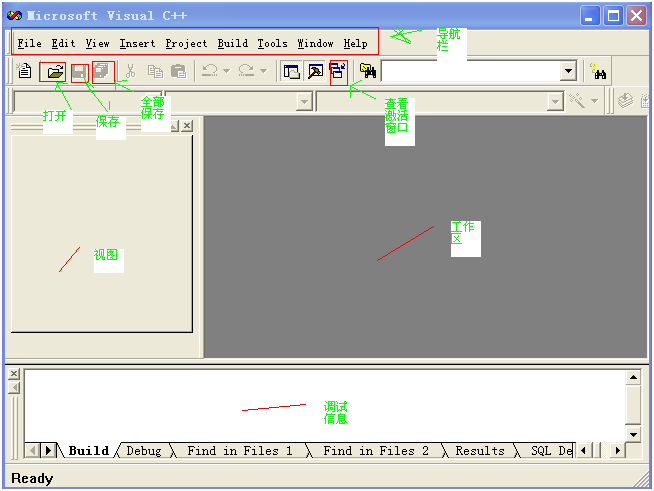 Microsoft Visual C++
File Edit View Insert Project Build Tools Window Help
导航
栏
打开
保存
全部
保存
查看
激活
窗口
视图
工作
区
调试
信息
Build Debug Find in Files 1 Find in Files 2 Results SQL De
Ready